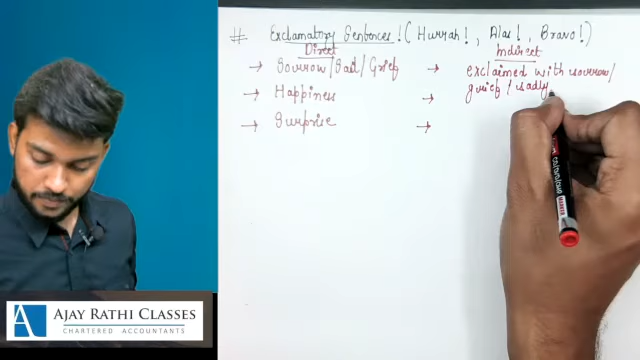 # Exclamatory Sentences! (Hurrah!, Alas!, Bravo!)
Direct Indirect
→ Sorrow/Sad/Grief → exclaimed with sorrow/
grief/sadly
→ Happiness →
→ Surprise →
AJAY RATHI CLASSES
CHARTERED ACCOUNTANTS